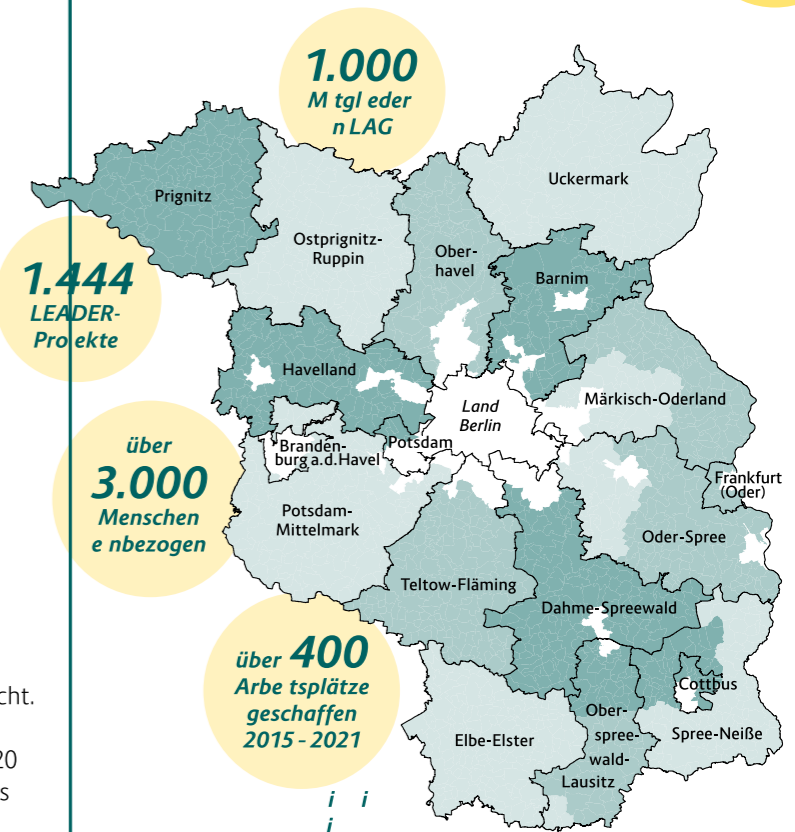 1.000
M tgl eder
n LAG
Uckermark
Prignitz
Ostprignitz-
Ruppin
Ober-
havel
Barnim
1.444
LEADER-
Pro ekte
Havelland
Märkisch-Oderland
Land
Berlin
über
3.000
Menschen
e nbezogen
Branden-
burg a.d.Havel
Potsdam
Frankfurt
(Oder)
Potsdam-
Mittelmark
Oder-Spree
Teltow-Fläming
Dahme-Spreewald
über 400
Arbe tsplätze
geschaffen
2015 - 2021
Cottbus
Elbe-Elster
Ober-
spree-
wald-
Lausitz
Spree-Neiße
cht.
20
s
i i
i